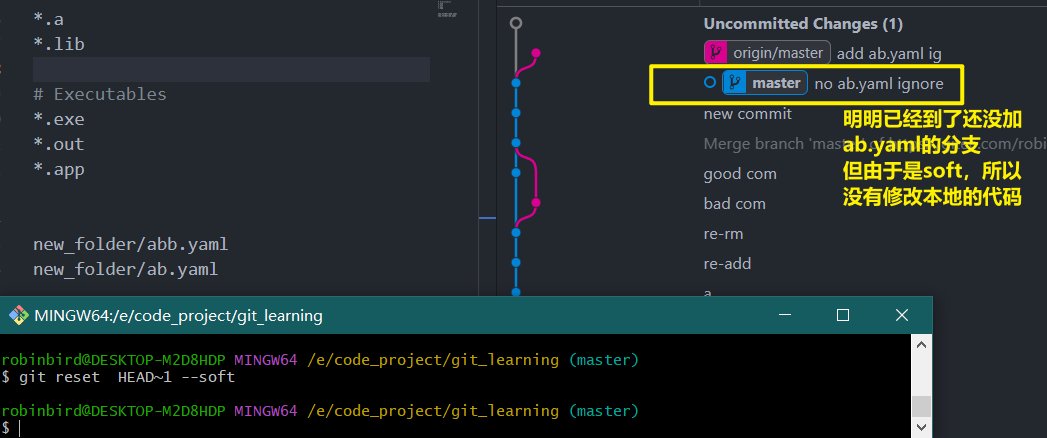 *.a
*.lib
# Executables
*.exe
*.out
*.app
new_folder/abb.yaml
new_folder/ab.yaml
Uncommitted Changes (1)
origin/master add ab.yaml ig
master no ab.yaml ignore
new commit
Merge branch 'master' of com/robin
good com
bad com
re-rm
re-add
a
明明已经到了还没加
ab.yaml的分支
但由于是soft，所以
没有修改本地的代码
MINGW64:/e/code_project/git_learning
robinbird@DESKTOP-M2D8HDP MINGW64 /e/code_project/git_learning (master)
$ git reset  HEAD~1 --soft
robinbird@DESKTOP-M2D8HDP MINGW64 /e/code_project/git_learning (master)
$